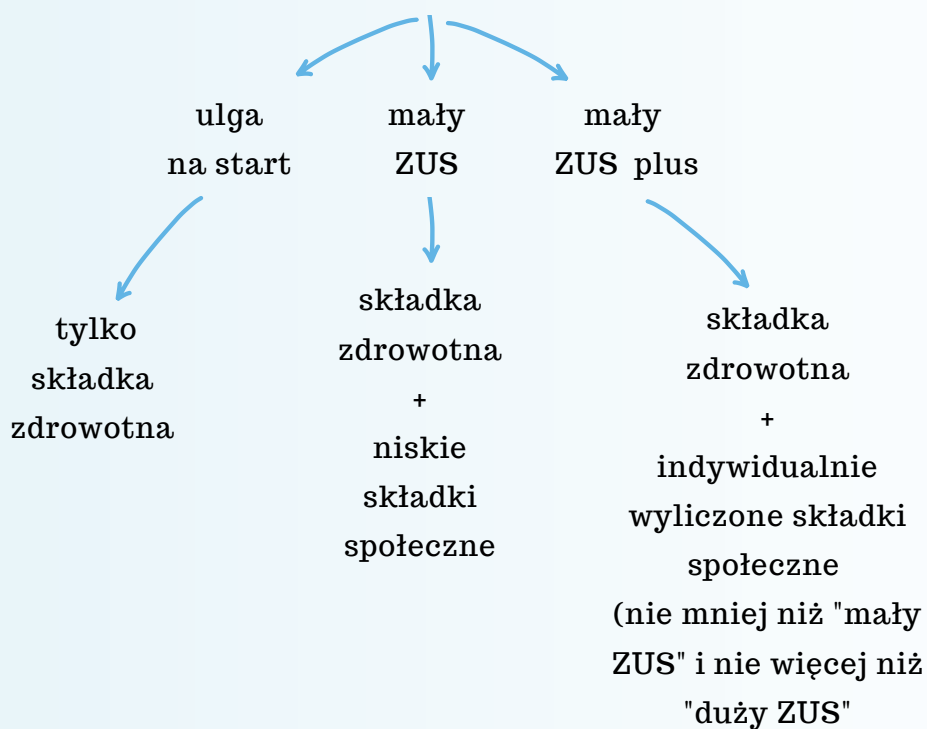 ulga
na start
mały
ZUS
mały
ZUS plus
tylko
składka
zdrowotna
składka
zdrowotna
+
niskie
składki
społeczne
składka
zdrowotna
+
indywidualnie
wyliczone składki
społeczne
(nie mniej niż "mały
ZUS" i nie więcej niż
"duży ZUS"